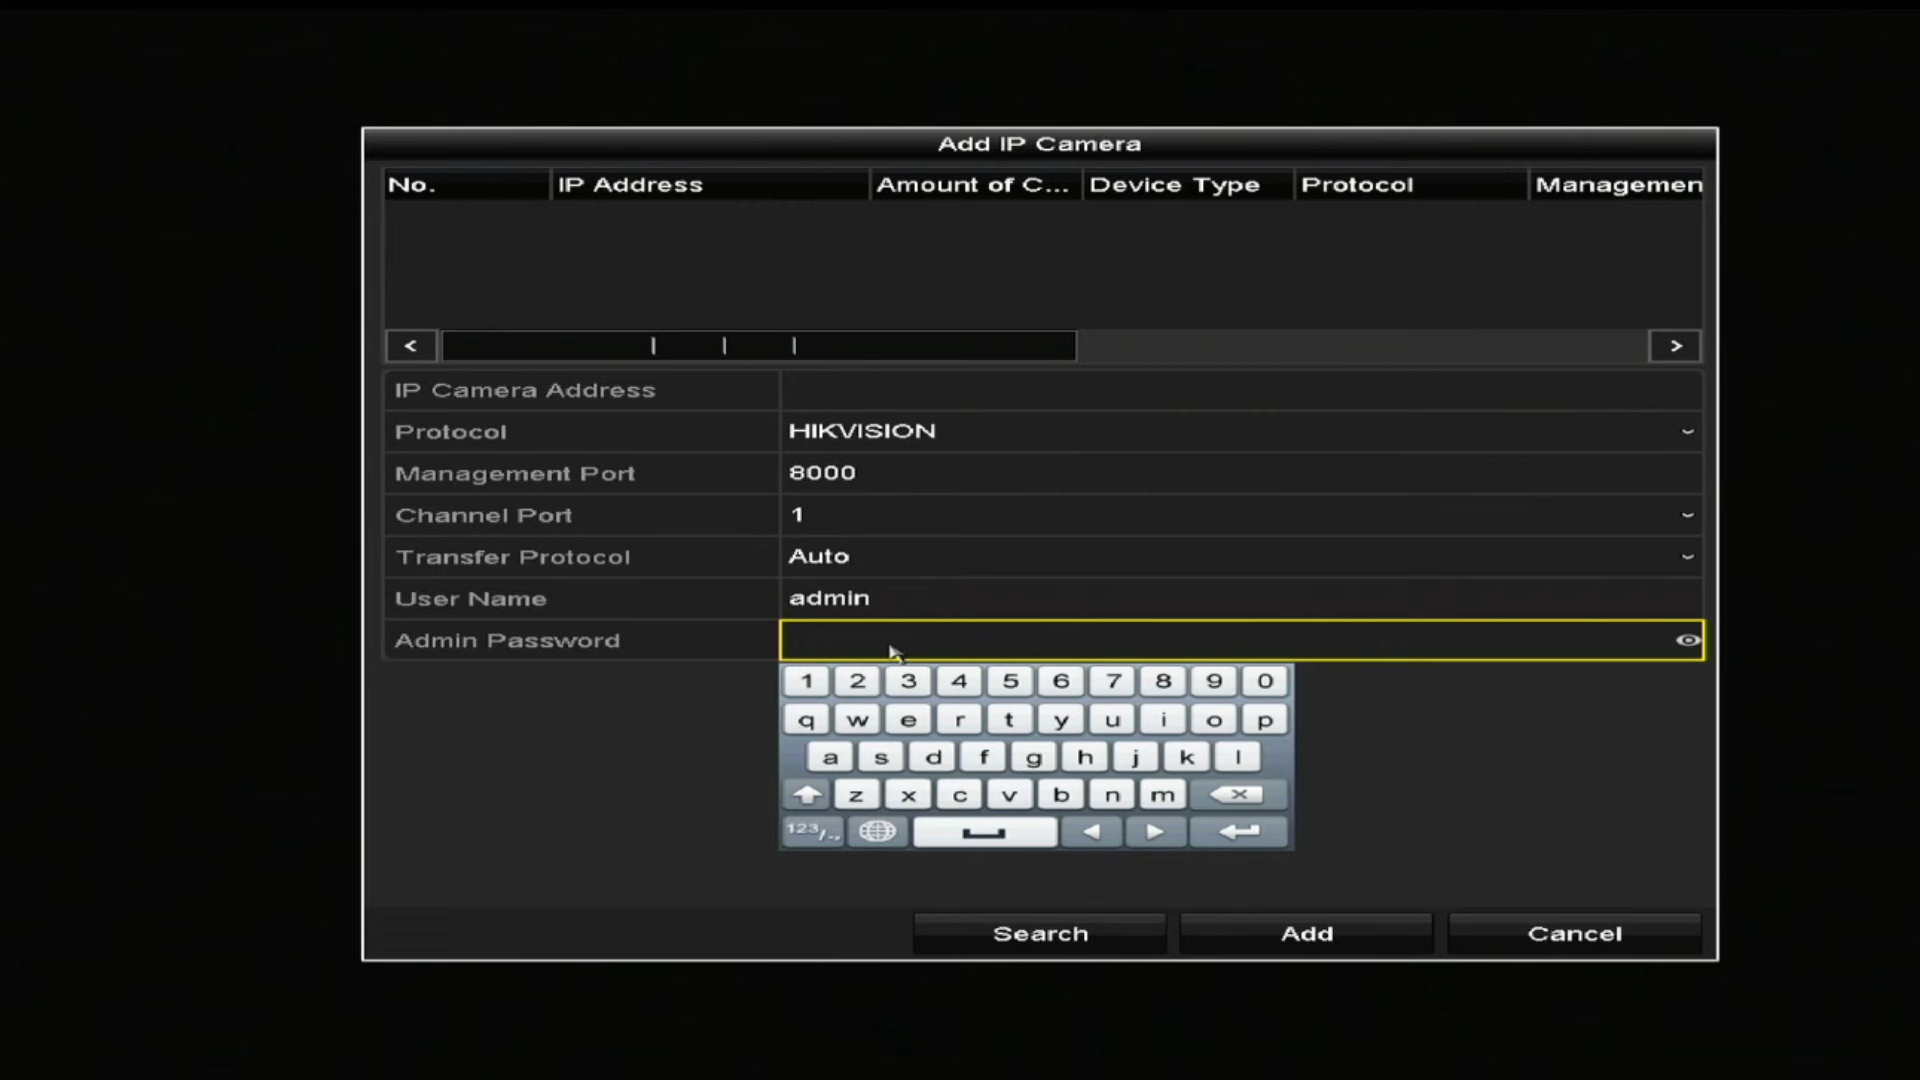 Add IP Camera
No. IP Address Amount of C... Device Type Protocol Managemen
< >
IP Camera Address
Protocol HIKVISION
Management Port 8000
Channel Port 1
Transfer Protocol Auto
User Name admin
Admin Password
1 2 3 4 5 6 7 8 9 0
q w e r t y u i o p
a s d f g h j k l
z x c v b n m
123/.,
Search Add Cancel